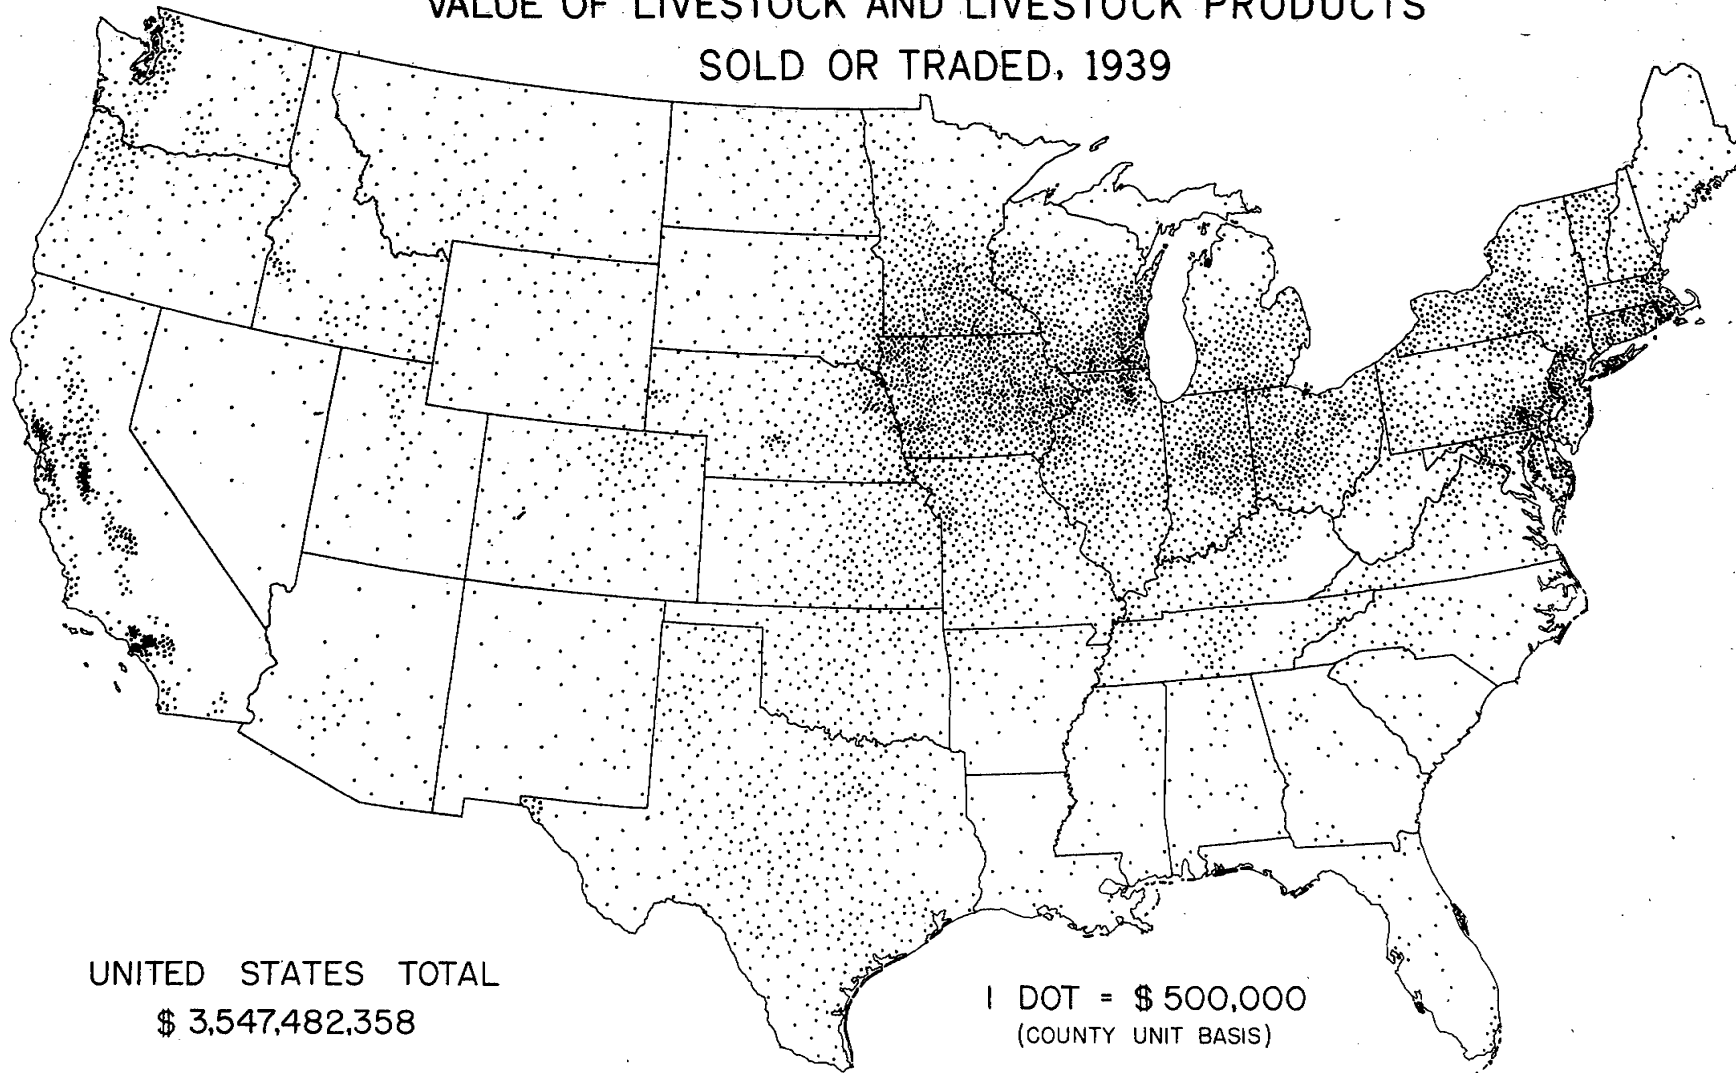 VALUE OF LIVESTOCK AND LIVESTOCK PRODUCTS
SOLD OR TRADED, 1939
UNITED STATES TOTAL
$ 3,547,482,358
1 DOT = $ 500,000
(COUNTY UNIT BASIS)